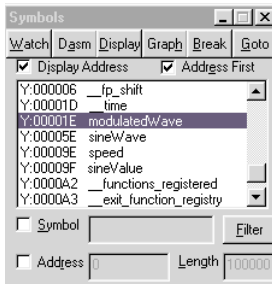 Symbols
Watch Dasm Display Graph Break Goto
Display Address Address First
Y:000006 __fp_shift
Y:00001D __time
Y:00001E modulatedWave
Y:00005E sineWave
Y:00009E speed
Y:00009F sineValue
Y:0000A2 __functions_registered
Y:0000A3 __exit_function_registry
Symbol Filter
Address 0 Length 100000